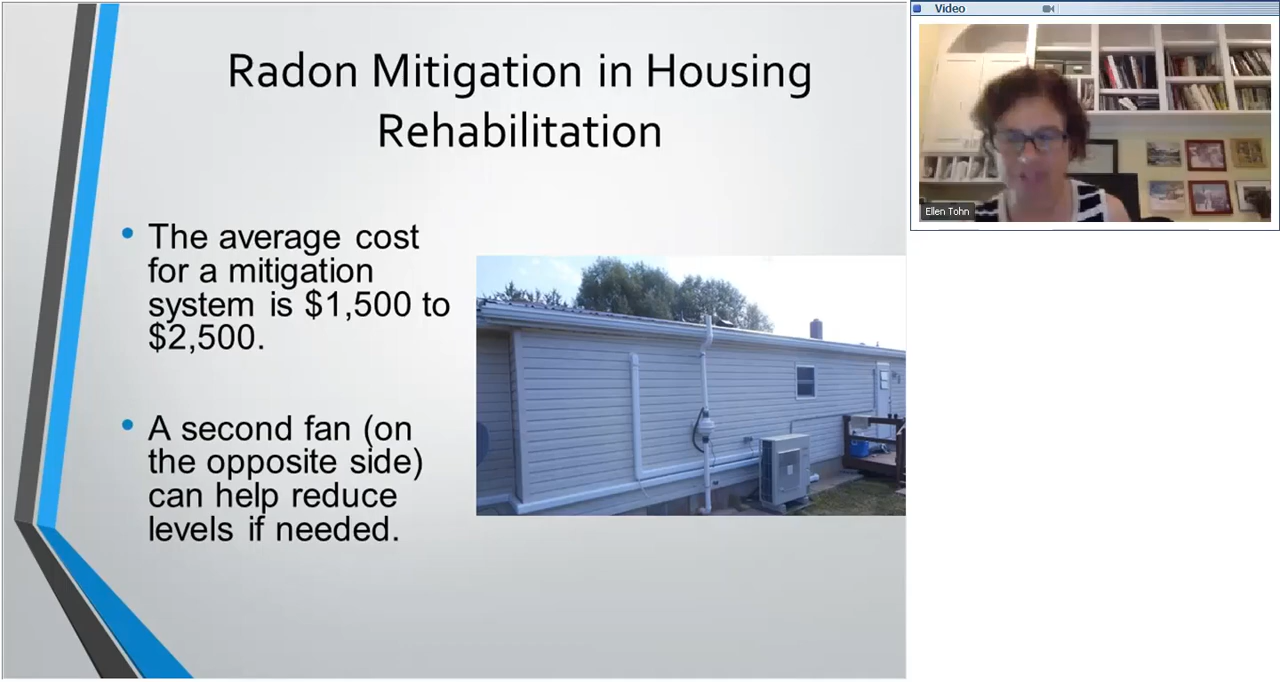 Radon Mitigation in Housing
Rehabilitation
• The average cost
for a mitigation
system is $1,500 to
$2,500.
• A second fan (on
the opposite side)
can help reduce
levels if needed.
Video
Ellen Tohn